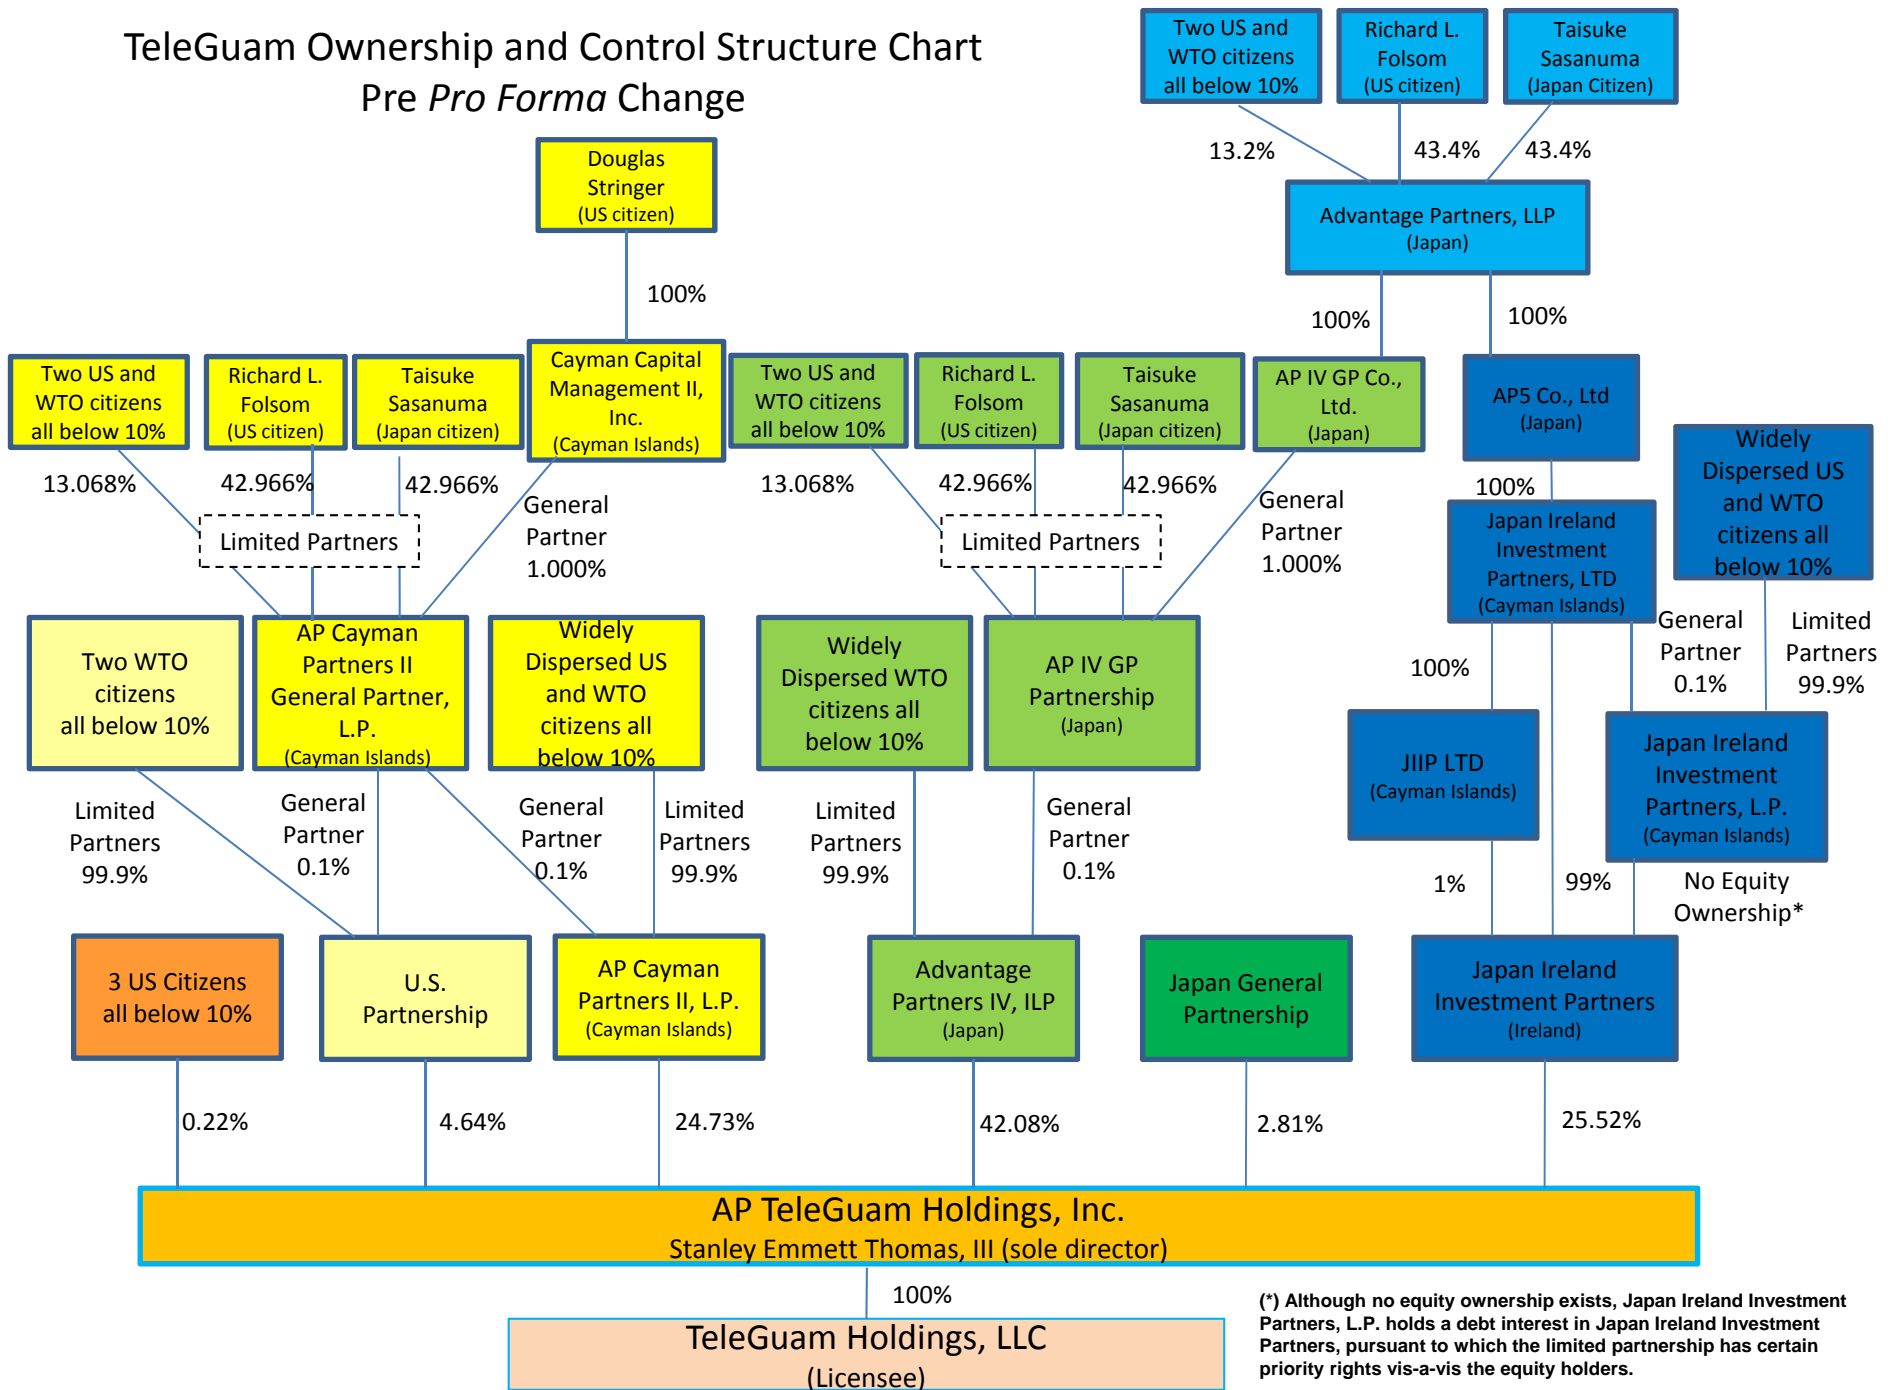 TeleGuam Ownership and Control Structure Chart
Pre Pro Forma Change
Two US and
WTO citizens
all below 10%
Richard L.
Folsom
(US citizen)
Taisuke
Sasanuma
(Japan Citizen)
13.2%
43.4%
43.4%
Douglas
Stringer
(US citizen)
Advantage Partners, LLP
(Japan)
100%
100%
100%
Two US and
WTO citizens
all below 10%
Richard L.
Folsom
(US citizen)
Taisuke
Sasanuma
(Japan citizen)
Cayman Capital
Management II,
Inc.
(Cayman Islands)
Two US and
WTO citizens
all below 10%
Richard L.
Folsom
(US citizen)
Taisuke
Sasanuma
(Japan citizen)
AP IV GP Co.,
Ltd.
(Japan)
AP5 Co., Ltd
(Japan)
Widely
Dispersed US
and WTO
citizens all
below 10%
13.068%
42.966%
42.966%
General
Partner
1.000%
13.068%
42.966%
42.966%
General
Partner
1.000%
100%
Limited Partners
Limited Partners
Japan Ireland
Investment
Partners, LTD
(Cayman Islands)
Two WTO
citizens
all below 10%
AP Cayman
Partners II
General Partner,
L.P.
(Cayman Islands)
Widely
Dispersed US
and WTO
citizens all
below 10%
Widely
Dispersed WTO
citizens all
below 10%
AP IV GP
Partnership
(Japan)
100%
General
Partner
0.1%
Limited
Partners
99.9%
JIIP LTD
(Cayman Islands)
Japan Ireland
Investment
Partners, L.P.
(Cayman Islands)
Limited
Partners
99.9%
General
Partner
0.1%
General
Partner
0.1%
Limited
Partners
99.9%
Limited
Partners
99.9%
General
Partner
0.1%
1%
99%
No Equity
Ownership*
3 US Citizens
all below 10%
U.S.
Partnership
AP Cayman
Partners II, L.P.
(Cayman Islands)
Advantage
Partners IV, ILP
(Japan)
Japan General
Partnership
Japan Ireland
Investment Partners
(Ireland)
0.22%
4.64%
24.73%
42.08%
2.81%
25.52%
AP TeleGuam Holdings, Inc.
Stanley Emmett Thomas, III (sole director)
100%
TeleGuam Holdings, LLC
(Licensee)
(*) Although no equity ownership exists, Japan Ireland Investment
Partners, L.P. holds a debt interest in Japan Ireland Investment
Partners, pursuant to which the limited partnership has certain
priority rights vis-a-vis the equity holders.